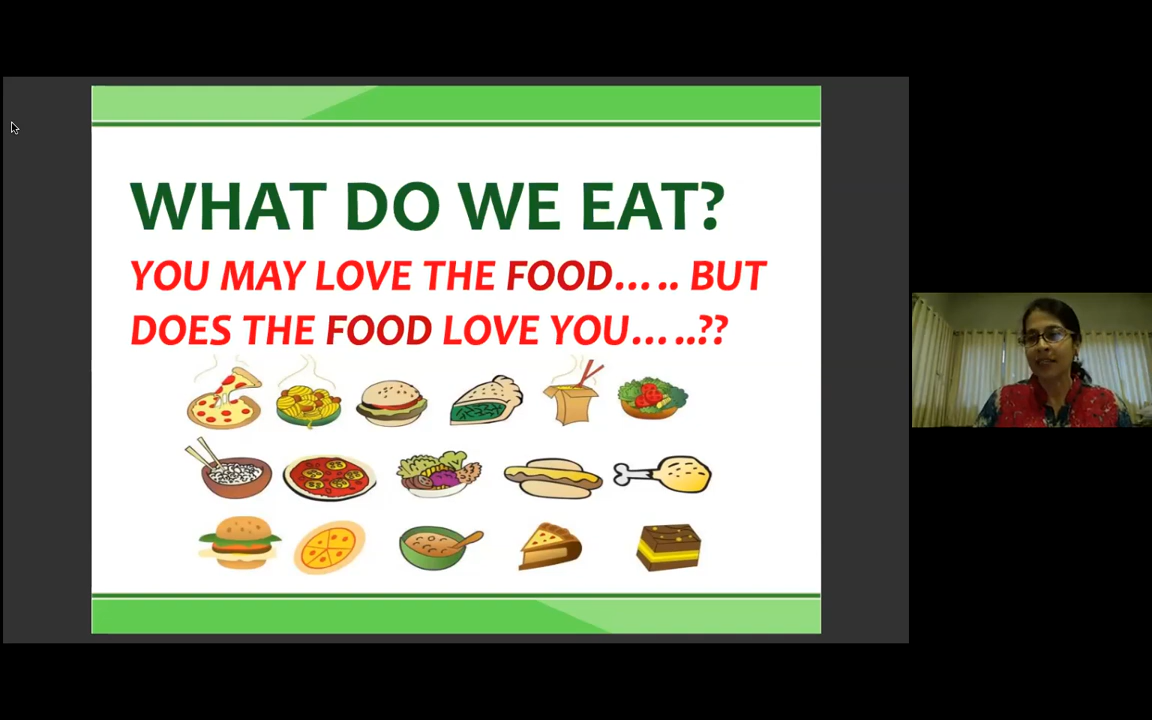 WHAT DO WE EAT?
YOU MAY LOVE THE FOOD….. BUT
DOES THE FOOD LOVE YOU…..??